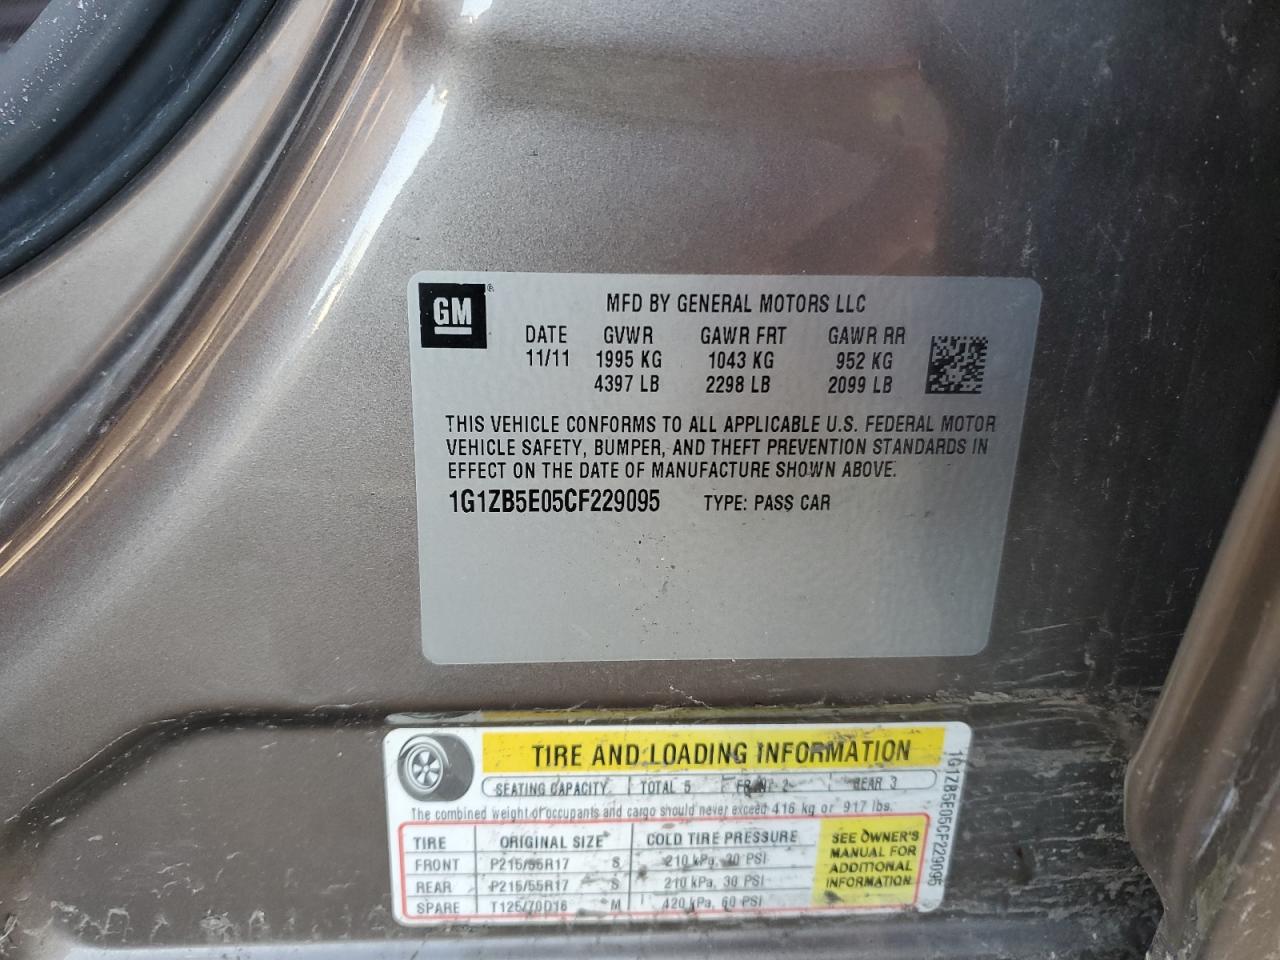 GM®
MFD BY GENERAL MOTORS LLC
DATE GVWR GAWR FRT GAWR RR
11/11 1995 KG 1043 KG 952 KG
4397 LB 2298 LB 2099 LB
THIS VEHICLE CONFORMS TO ALL APPLICABLE U.S. FEDERAL MOTOR
VEHICLE SAFETY, BUMPER, AND THEFT PREVENTION STANDARDS IN
EFFECT ON THE DATE OF MANUFACTURE SHOWN ABOVE.
1G1ZB5E05CF229095 TYPE: PASS CAR
TIRE AND LOADING INFORMATION
SEATING CAPACITY TOTAL 5 FRONT 2 REAR 3
The combined weight of occupants and cargo should never exceed 416 kg or 917 lbs.
TIRE ORIGINAL SIZE COLD TIRE PRESSURE
FRONT P215/55R17 S 210 kPa, 30 PSI
REAR P215/55R17 S 210 kPa, 30 PSI
SPARE T125/70D16 M 420 kPa, 60 PSI
SEE OWNER'S
MANUAL FOR
ADDITIONAL
INFORMATION
1G1ZB5E05CF229095